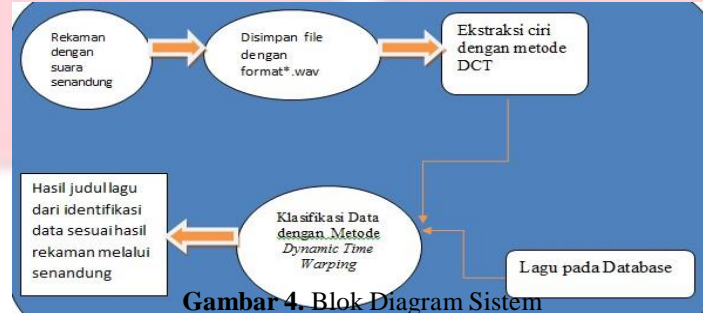 Rekaman
dengan
suara
senandung
Disimpan file
dengan
format*.wav
Ekstraksi ciri
dengan metode
DCT
Hasil judul lagu
dari identifikasi
data sesuai hasil
rekaman melalui
senandung
Klasifikasi Data
dengan Metode
Dynamic Time
Warping
Lagu pada Database
Gambar 4. Blok Diagram Sistem